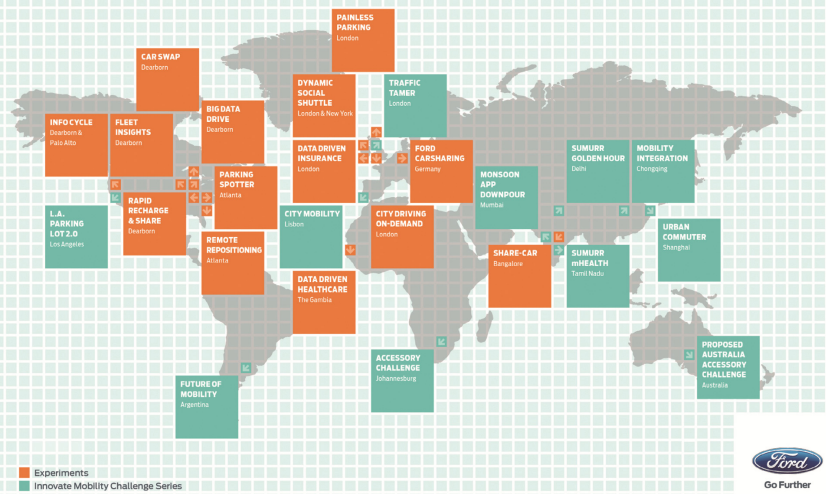 PAINLESS
PARKING
London
CAR SWAP
Dearborn
DYNAMIC
SOCIAL
SHUTTLE
London & New York
TRAFFIC
TAMER
London
BIG DATA
DRIVE
Dearborn
INFO CYCLE
Dearborn &
Palo Alto
FLEET
INSIGHTS
Dearborn
DATA DRIVEN
INSURANCE
London
FORD
CARSHARING
Germany
SUMURR
GOLDEN HOUR
Delhi
MOBILITY
INTEGRATION
Chongqing
PARKING
SPOTTER
Atlanta
MONSOON
APP
DOWNPOUR
Mumbai
RAPID
RECHARGE
& SHARE
Dearborn
L.A.
PARKING
LOT 2.0
Los Angeles
CITY MOBILITY
Lisbon
CITY DRIVING
ON-DEMAND
London
URBAN
COMMUTER
Shanghai
REMOTE
REPOSITIONING
Atlanta
SHARE-CAR
Bangalore
SUMURR
mHEALTH
Tamil Nadu
DATA DRIVEN
HEALTHCARE
The Gambia
PROPOSED
AUSTRALIA
ACCESSORY
CHALLENGE
Australia
ACCESSORY
CHALLENGE
Johannesburg
FUTURE OF
MOBILITY
Argentina
Experiments
Innovate Mobility Challenge Series
Ford
Go Further